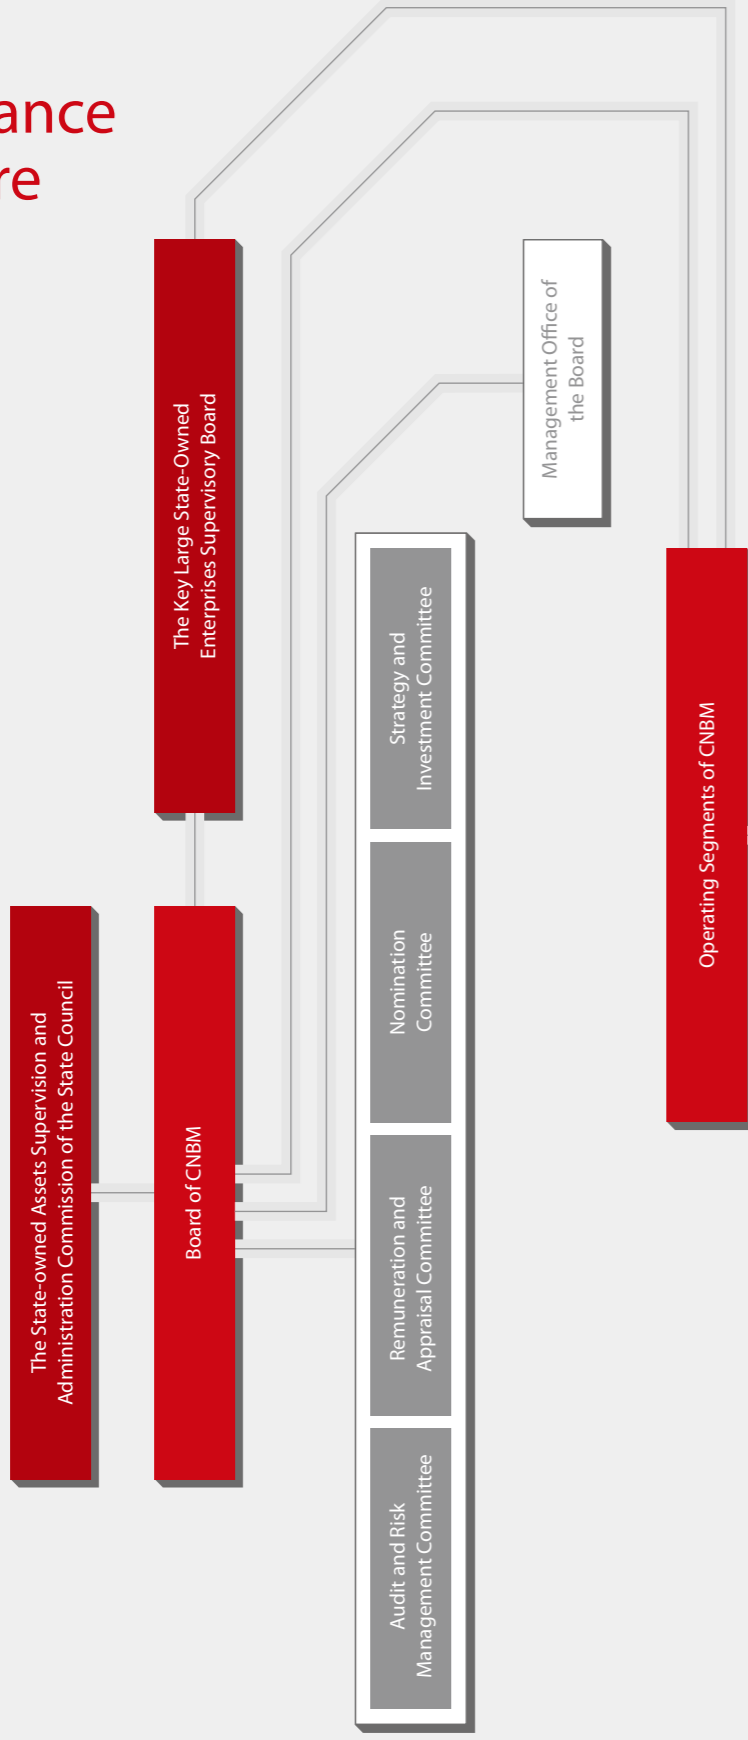 ance
re
The State-owned Assets Supervision and
Administration Commission of the State Council
Board of CNBM
The Key Large State-Owned
Enterprises Supervisory Board
Audit and Risk
Management Committee
Remuneration and
Appraisal Committee
Nomination
Committee
Strategy and
Investment Committee
Management Office of
the Board
Operating Segments of CNBM